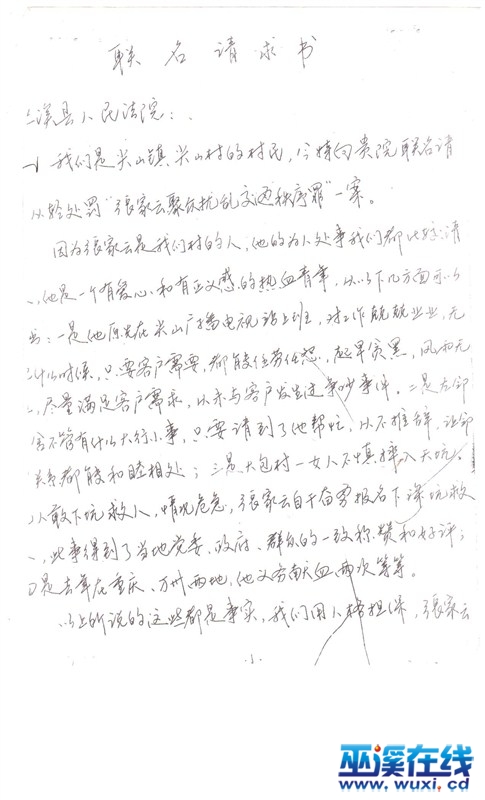 联名请求书
溪县人民法院：
我们是尖山镇尖山村的村民，今特向贵院联名请
从轻处罚"张家云聚众扰乱交通秩序罪"一案。
因为张家云是我们村的人，他的为人处事我们都比较清
，他是一个有爱心和有正义感的热血青年，从以下几方面可以
出：一是他原先在尖山广播电视站上班，对工作兢兢业业，无
什么时候，只要客户需要，都能任劳任怨，起早贪黑，风雨无
，尽量满足客户需求，从未与客户发生过争吵事件。二是左邻
舍不管有什么大行小事，只要请到了他帮忙，从不推辞，让邻
关系都能和睦相处；三是大包村一女人不慎摔入天坑，
人敢下坑救人，情况危急，张家云自告奋勇报名下深坑救
，此事得到了当地党委、政府、群众的一致称赞和好评；
四是去年在重庆、万州两地，他义务献血两次等等。
以上所说的这些都是事实，我们用人格担保，张家云
巫溪在线
www.wuxi.cd